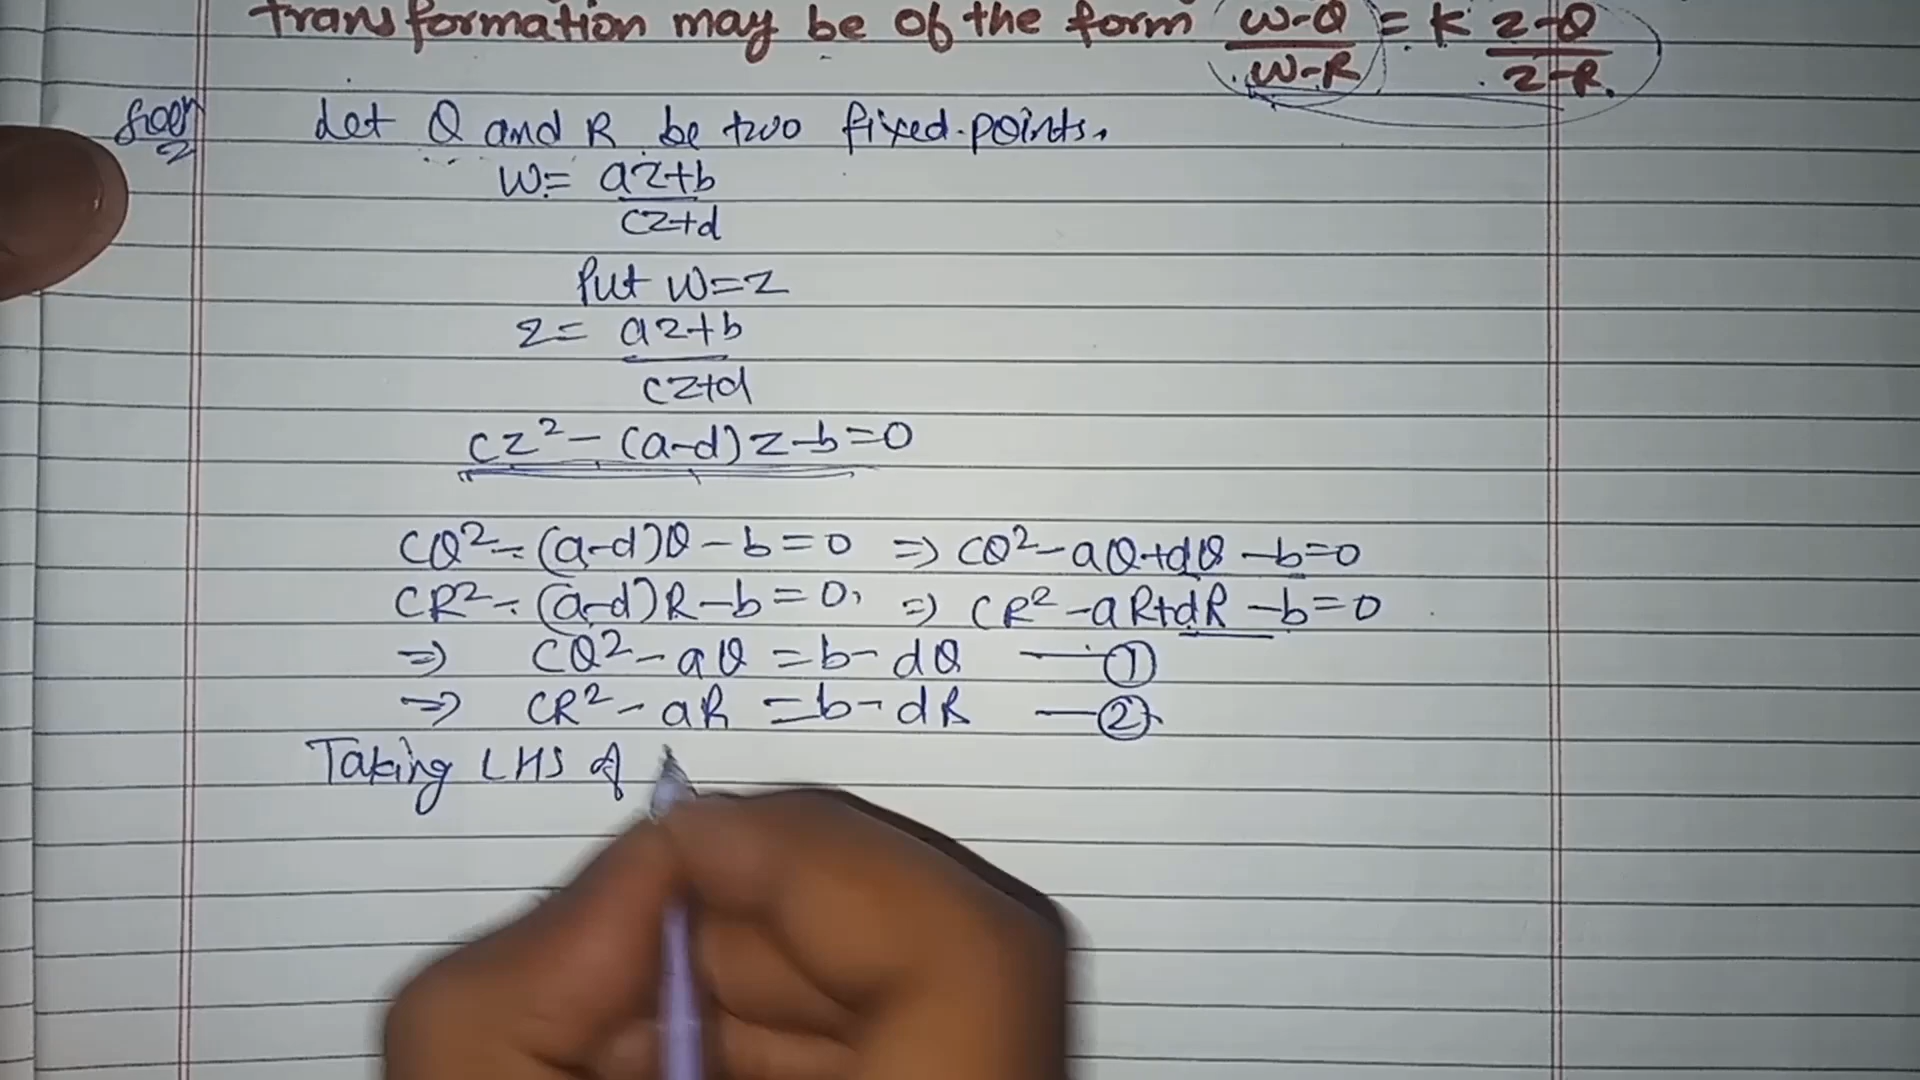 transformation may be of the form w-Q/w-R = K z-Q/z-R.
Soln Let Q and R be two fixed points.
W= az+b
cz+d
Put W=z
z= az+b
cz+d
cz²-(a-d)z-b=0
CQ²-(a-d)Q-b=0 => CQ²-aQ+dQ-b=0
CR²-(a-d)R-b=0, => CR²-aR+dR-b=0
=> CQ²-aQ =b-dQ —①
=> CR²-aR =b-dR —②
Taking LHS of